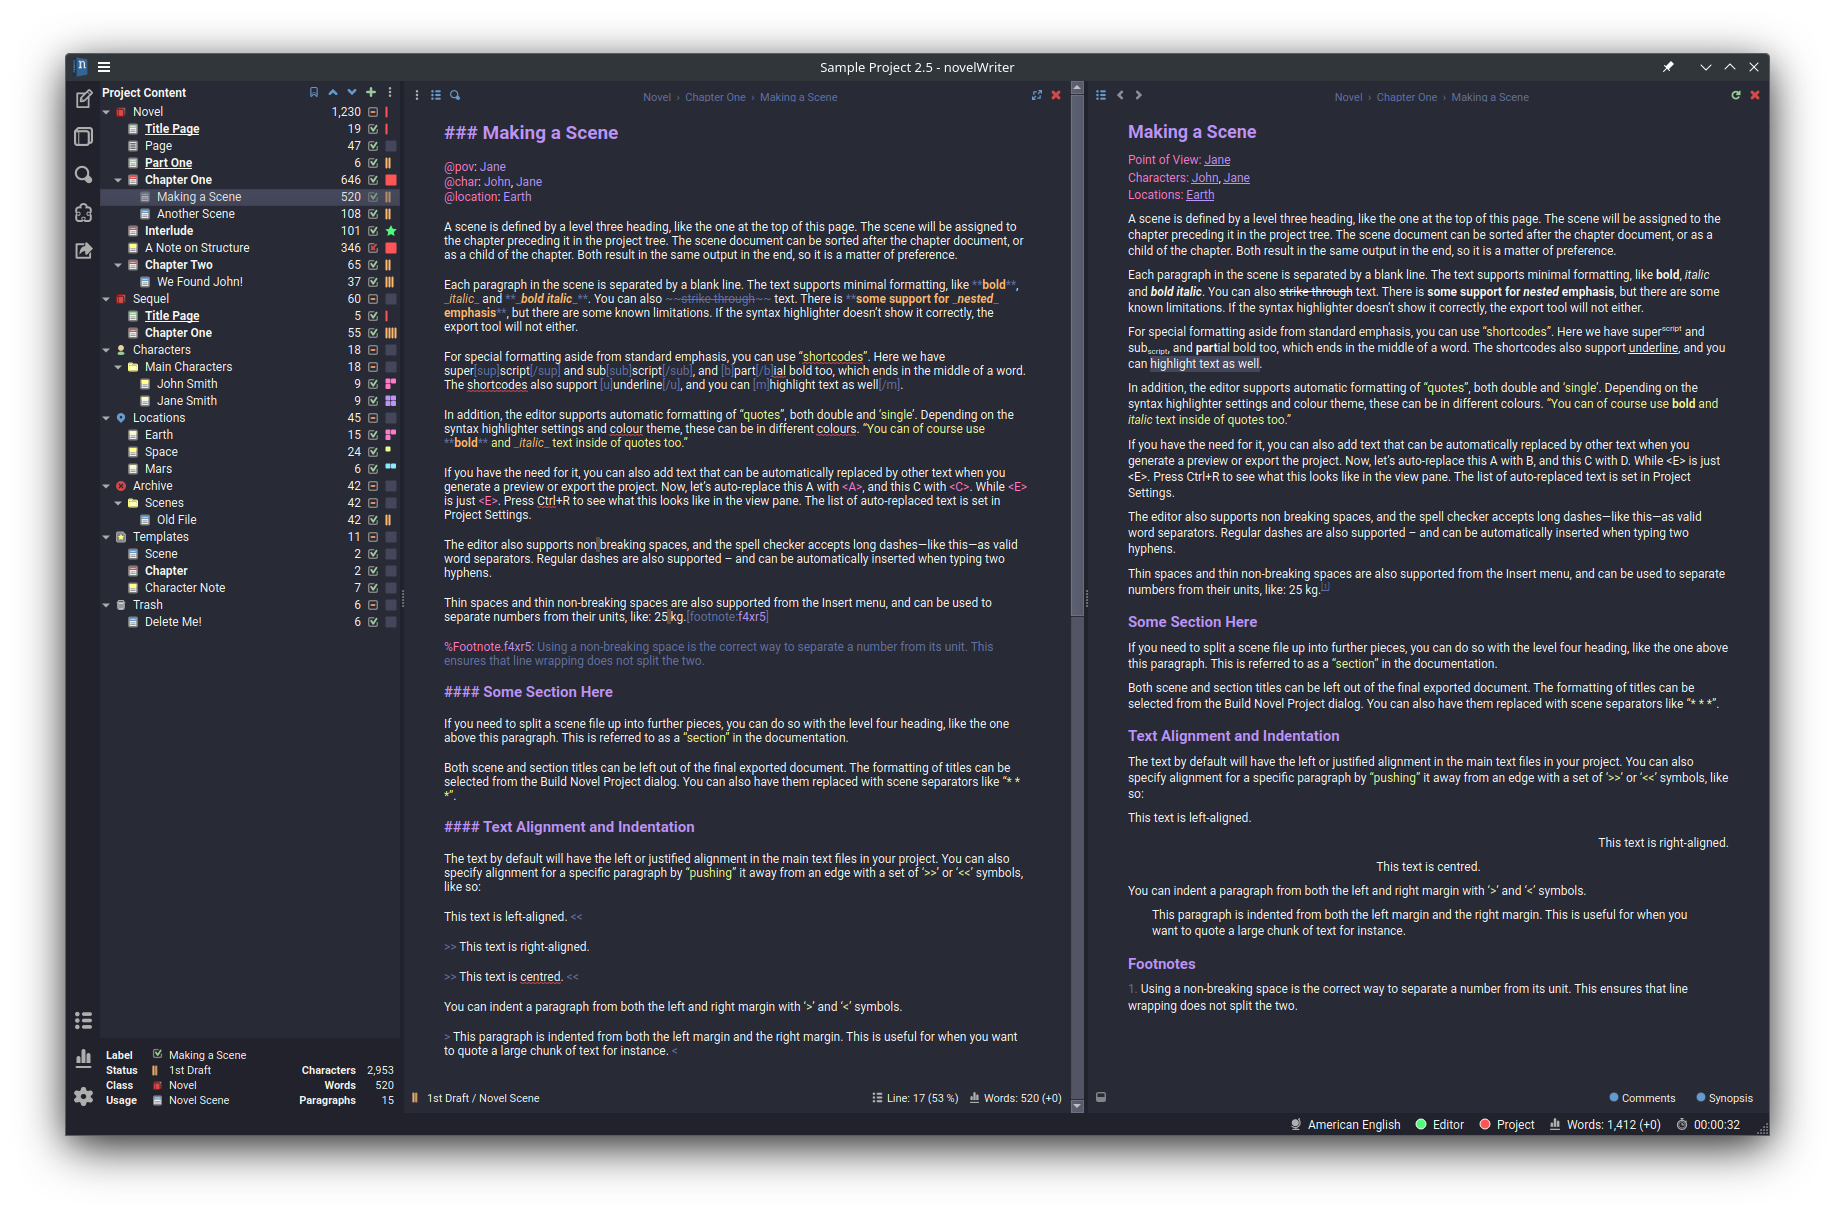 Sample Project 2.5 - novelWriter
Project Content
Novel 1,230
Title Page 19
Page 47
Part One 6
Chapter One 646
Making a Scene 520
Another Scene 108
Interlude 101
A Note on Structure 346
Chapter Two 65
We Found John! 37
Sequel 60
Title Page 5
Chapter One 55
Characters 18
Main Characters 18
John Smith 9
Jane Smith 9
Locations 45
Earth 15
Space 24
Mars 6
Archive 42
Scenes 42
Old File 42
Templates 11
Scene 2
Chapter 2
Character Note 7
Trash 6
Delete Me! 6
Label Making a Scene
Status 1st Draft Characters 2,953
Class Novel Words 520
Usage Novel Scene Paragraphs 15
Novel › Chapter One › Making a Scene
### Making a Scene
@pov: Jane
@char: John, Jane
@location: Earth
A scene is defined by a level three heading, like the one at the top of this page. The scene will be assigned to
the chapter preceding it in the project tree. The scene document can be sorted after the chapter document, or
as a child of the chapter. Both result in the same output in the end, so it is a matter of preference.
Each paragraph in the scene is separated by a blank line. The text supports minimal formatting, like **bold**,
_italic_ and **_bold italic_**. You can also ~~strike through~~ text. There is **some support for _nested_
emphasis**, but there are some known limitations. If the syntax highlighter doesn’t show it correctly, the
export tool will not either.
For special formatting aside from standard emphasis, you can use “shortcodes”. Here we have
super[sup]script[/sup] and sub[sub]script[/sub], and [b]part[/b]ial bold too, which ends in the middle of a word.
The shortcodes also support [u]underline[/u], and you can [m]highlight text as well[/m].
In addition, the editor supports automatic formatting of “quotes”, both double and ‘single’. Depending on the
syntax highlighter settings and colour theme, these can be in different colours. “You can of course use
**bold** and _italic_ text inside of quotes too.”
If you have the need for it, you can also add text that can be automatically replaced by other text when you
generate a preview or export the project. Now, let’s auto-replace this A with <A>, and this C with <C>. While <E>
is just <E>. Press Ctrl+R to see what this looks like in the view pane. The list of auto-replaced text is set in
Project Settings.
The editor also supports non breaking spaces, and the spell checker accepts long dashes—like this—as valid
word separators. Regular dashes are also supported – and can be automatically inserted when typing two
hyphens.
Thin spaces and thin non-breaking spaces are also supported from the Insert menu, and can be used to
separate numbers from their units, like: 25 kg.[footnote:f4xr5]
%Footnote.f4xr5: Using a non-breaking space is the correct way to separate a number from its unit. This
ensures that line wrapping does not split the two.
#### Some Section Here
If you need to split a scene file up into further pieces, you can do so with the level four heading, like the one
above this paragraph. This is referred to as a “section” in the documentation.
Both scene and section titles can be left out of the final exported document. The formatting of titles can be
selected from the Build Novel Project dialog. You can also have them replaced with scene separators like “* *
*”.
#### Text Alignment and Indentation
The text by default will have the left or justified alignment in the main text files in your project. You can also
specify alignment for a specific paragraph by “pushing” it away from an edge with a set of ‘>>’ or ‘<<’ symbols,
like so:
This text is left-aligned. <<
>> This text is right-aligned.
>> This text is centred. <<
You can indent a paragraph from both the left and right margin with ‘>’ and ‘<’ symbols.
> This paragraph is indented from both the left margin and the right margin. This is useful for when you want
to quote a large chunk of text for instance. <
1st Draft / Novel Scene Line: 17 (53 %) Words: 520 (+0)
Novel › Chapter One › Making a Scene
Making a Scene
Point of View: Jane
Characters: John, Jane
Locations: Earth
A scene is defined by a level three heading, like the one at the top of this page. The scene will be assigned to
the chapter preceding it in the project tree. The scene document can be sorted after the chapter document, or as a
child of the chapter. Both result in the same output in the end, so it is a matter of preference.
Each paragraph in the scene is separated by a blank line. The text supports minimal formatting, like bold, italic
and bold italic. You can also strike through text. There is some support for nested emphasis, but there are some
known limitations. If the syntax highlighter doesn’t show it correctly, the export tool will not either.
For special formatting aside from standard emphasis, you can use “shortcodes”. Here we have superscript and
subscript, and partial bold too, which ends in the middle of a word. The shortcodes also support underline, and you
can highlight text as well.
In addition, the editor supports automatic formatting of “quotes”, both double and ‘single’. Depending on the
syntax highlighter settings and colour theme, these can be in different colours. “You can of course use bold and
italic text inside of quotes too.”
If you have the need for it, you can also add text that can be automatically replaced by other text when you
generate a preview or export the project. Now, let’s auto-replace this A with B, and this C with D. While <E> is just
<E>. Press Ctrl+R to see what this looks like in the view pane. The list of auto-replaced text is set in Project
Settings.
The editor also supports non breaking spaces, and the spell checker accepts long dashes—like this—as valid
word separators. Regular dashes are also supported – and can be automatically inserted when typing two
hyphens.
Thin spaces and thin non-breaking spaces are also supported from the Insert menu, and can be used to separate
numbers from their units, like: 25 kg.[1]
Some Section Here
If you need to split a scene file up into further pieces, you can do so with the level four heading, like the one above
this paragraph. This is referred to as a “section” in the documentation.
Both scene and section titles can be left out of the final exported document. The formatting of titles can be
selected from the Build Novel Project dialog. You can also have them replaced with scene separators like “* * *”.
Text Alignment and Indentation
The text by default will have the left or justified alignment in the main text files in your project. You can also
specify alignment for a specific paragraph by “pushing” it away from an edge with a set of ‘>>’ or ‘<<’ symbols, like
so:
This text is left-aligned.
This text is right-aligned.
This text is centred.
You can indent a paragraph from both the left and right margin with ‘>’ and ‘<’ symbols.
This paragraph is indented from both the left margin and the right margin. This is useful for when you
want to quote a large chunk of text for instance.
Footnotes
1. Using a non-breaking space is the correct way to separate a number from its unit. This ensures that line
wrapping does not split the two.
Comments Synopsis
American English Editor Project Words: 1,412 (+0) 00:00:32